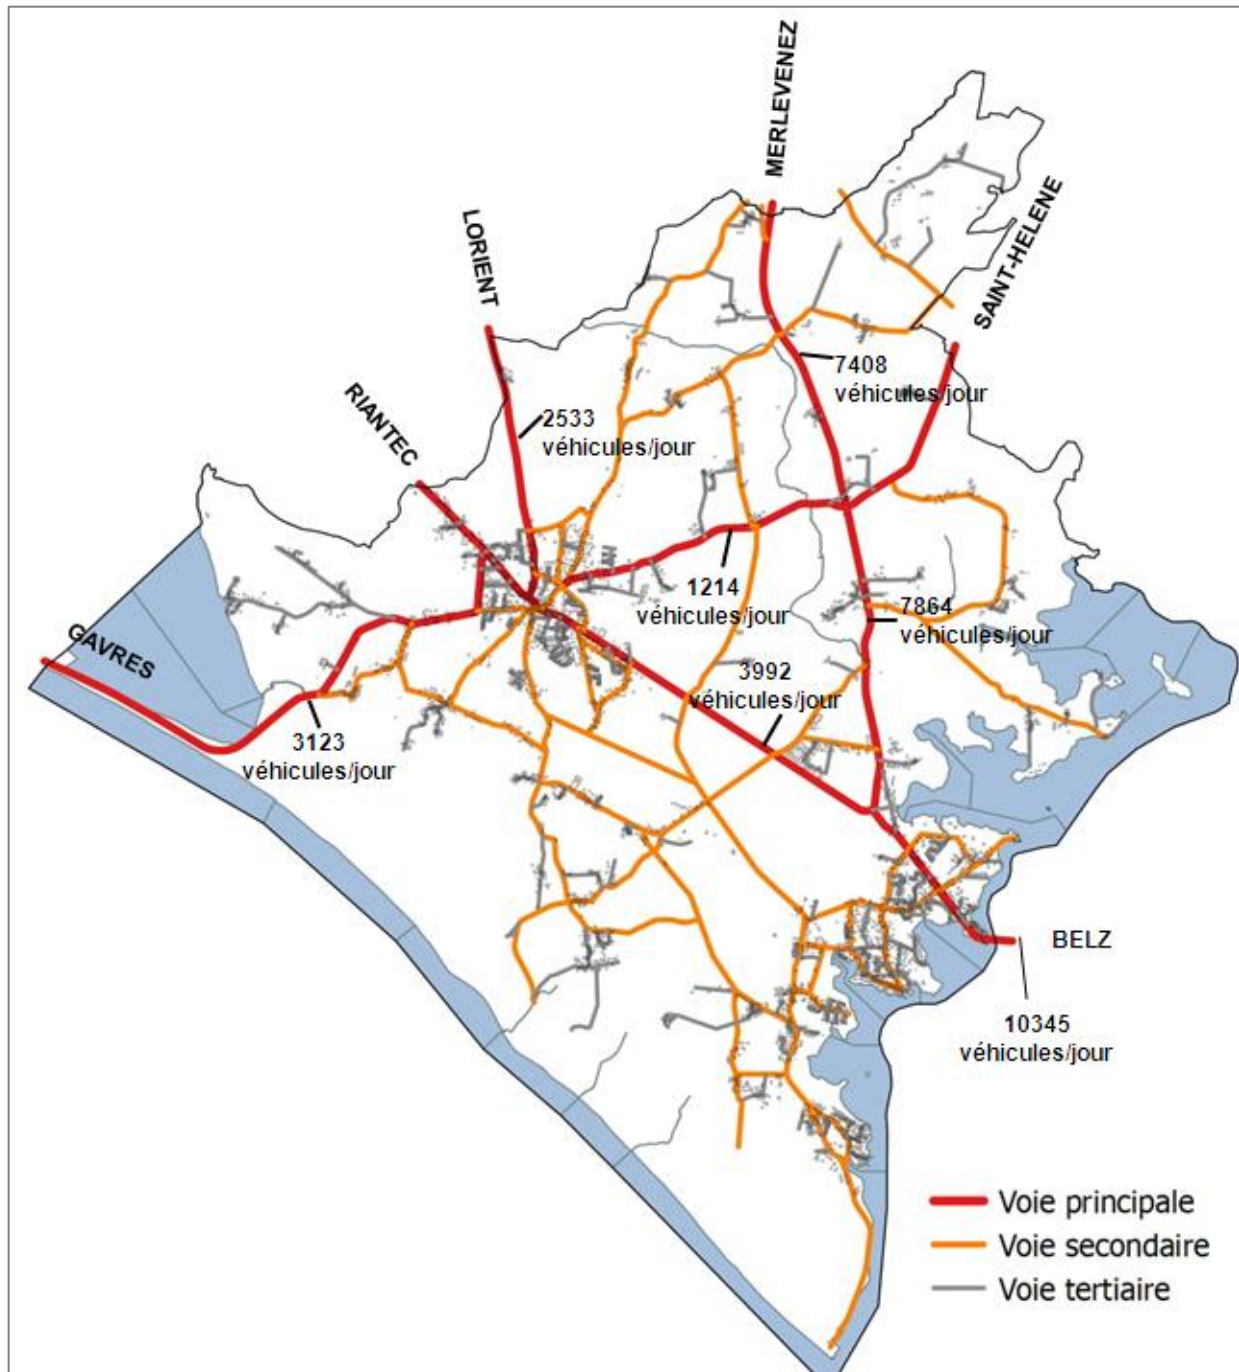 MERLEVENEZ
SAINT-HELENE
LORIENT
RIANTEC
7408
véhicules/jour
2533
véhicules/jour
1214
véhicules/jour
7864
véhicules/jour
GAVRES
3992
véhicules/jour
3123
véhicules/jour
BELZ
10345
véhicules/jour
Voie principale
Voie secondaire
Voie tertiaire